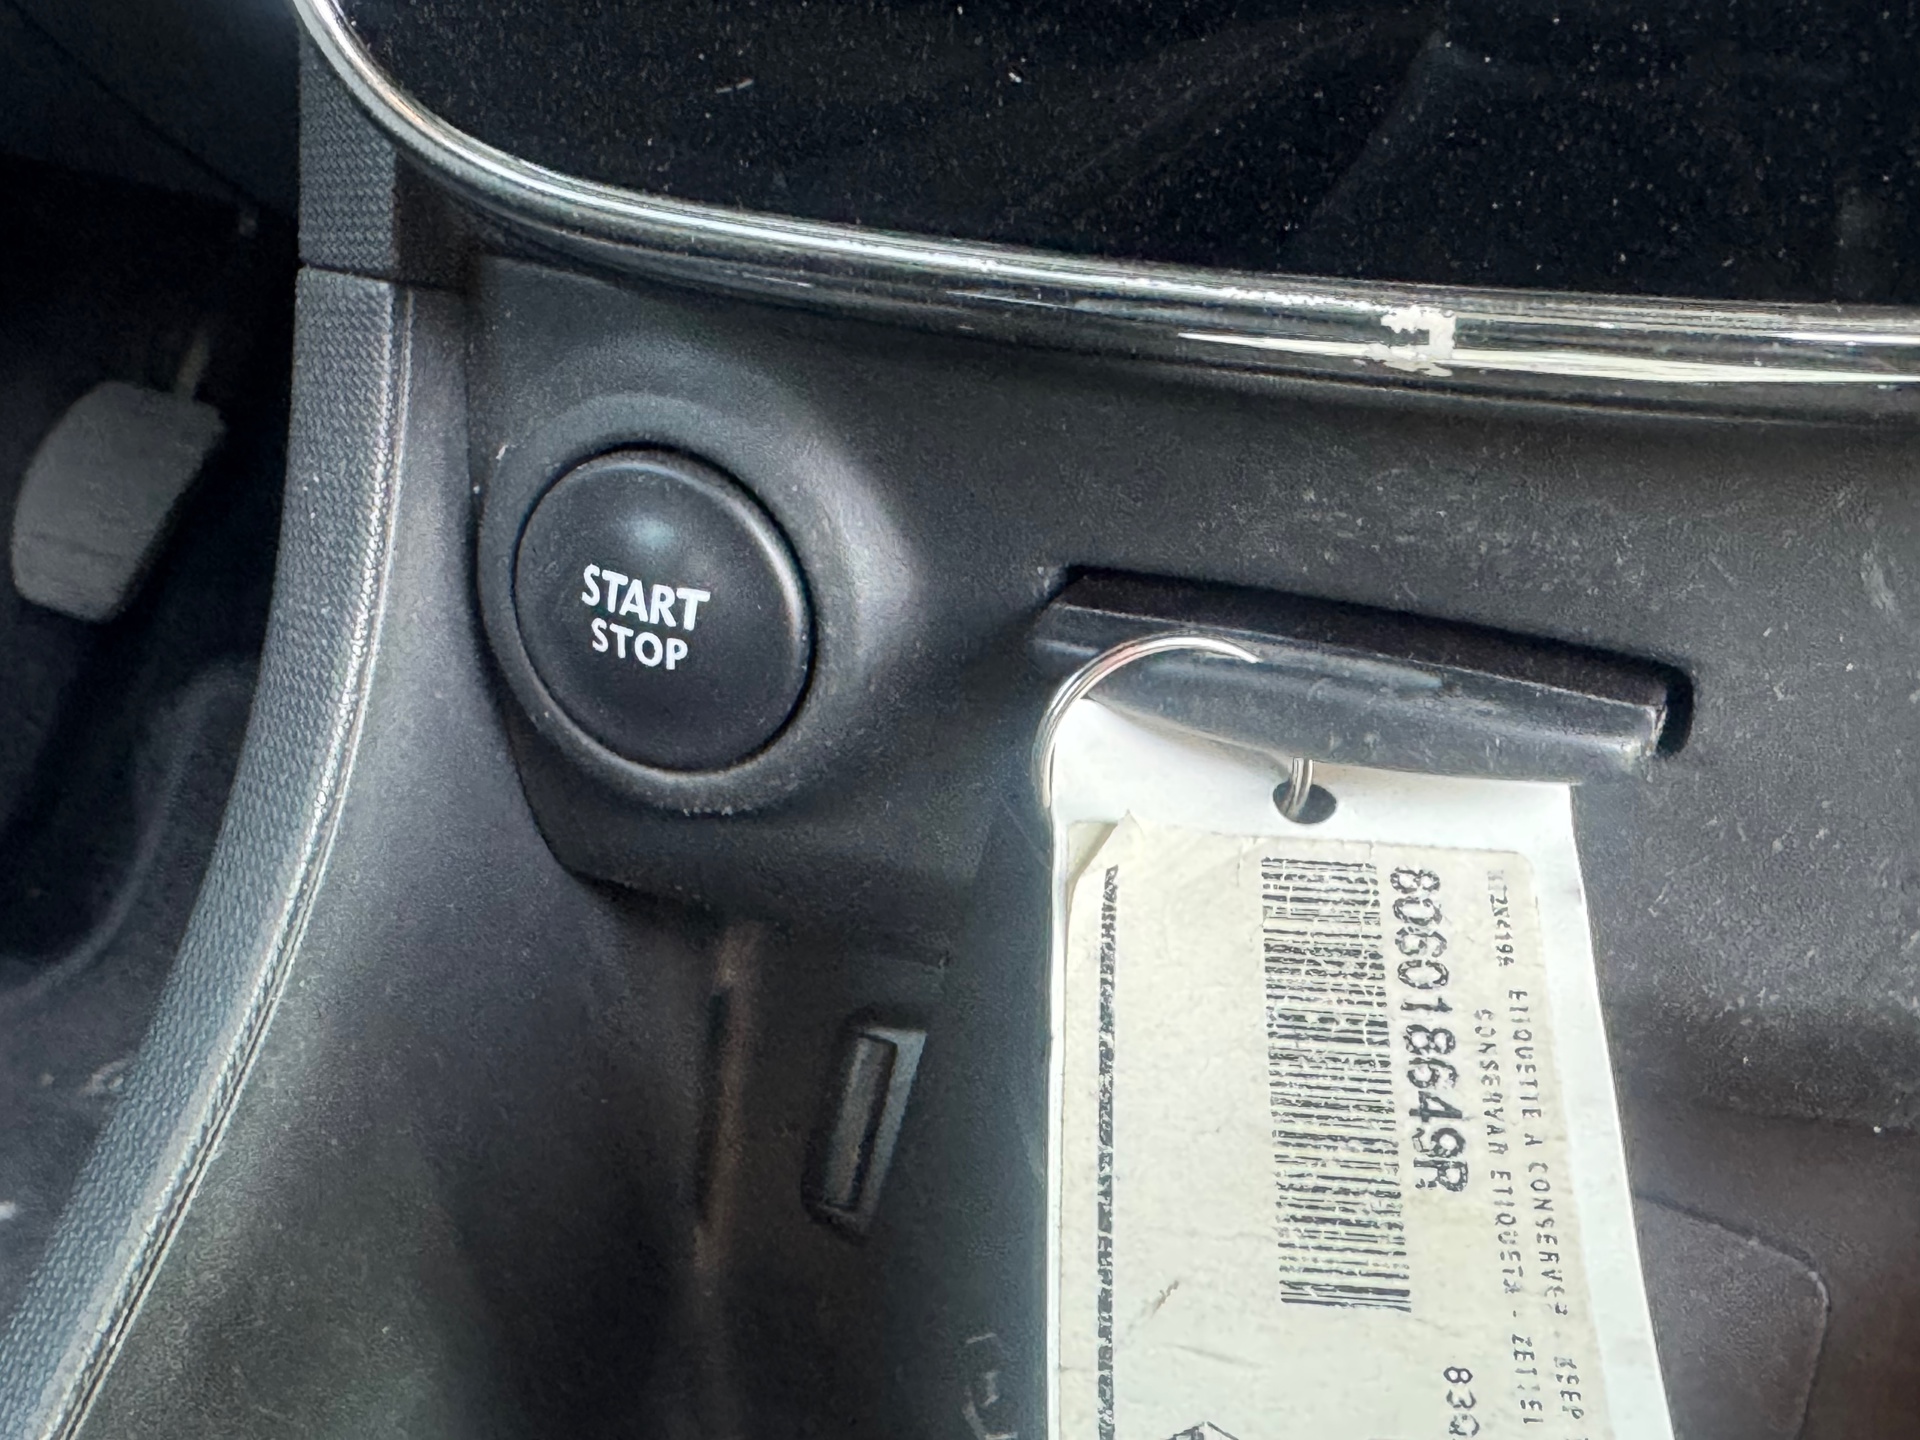 START
STOP
806018649R
ETIQUETTE A CONSERVER - KEEP
CONSERVAR ETIQUETA - ZETTEL